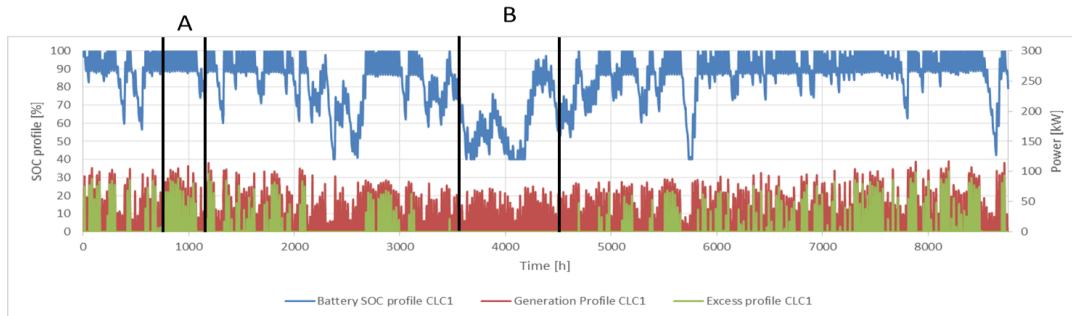 A
B
SOC profile [%]
100
90
80
70
60
50
40
30
20
10
0
300
250
200
150
100
50
0
Power [kW]
0 1000 2000 3000 4000 5000 6000 7000 8000
Time [h]
Battery SOC profile CLC1 Generation Profile CLC1 Excess profile CLC1